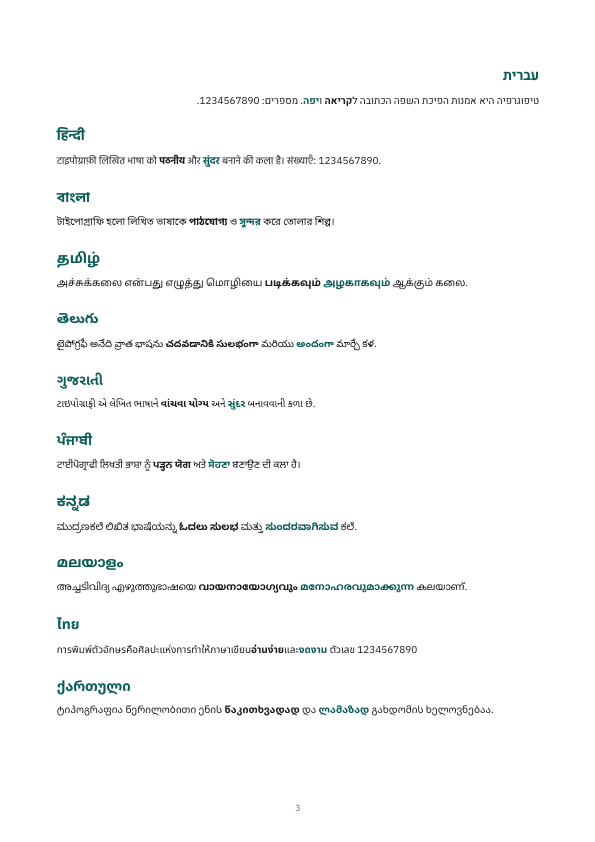 עברית
טיפוגרפיה היא אמנות הפיכת השפה הכתובה לקריאה ויפה. מספרים: 1234567890.
हिन्दी
टाइपोग्राफ़ी लिखित भाषा को पठनीय और सुंदर बनाने की कला है। संख्याएँ: 1234567890.
বাংলা
টাইপোগ্রাফি হলো লিখিত ভাষাকে পাঠযোগ্য ও সুন্দর করে তোলার শিল্প।
தமிழ்
அச்சுக்கலை என்பது எழுத்து மொழியை படிக்கவும் அழகாகவும் ஆக்கும் கலை.
తెలుగు
టైపోగ్రఫీ అనేది వ్రాత భాషను చదవడానికి సులభంగా మరియు అందంగా మార్చే కళ.
ગુજરાતી
ટાઇપોગ્રાફી એ લેખિત ભાષાને વાંચવા યોગ્ય અને સુંદર બનાવવાની કળા છે.
ਪੰਜਾਬੀ
ਟਾਈਪੋਗ੍ਰਾਫੀ ਲਿਖਤੀ ਭਾਸ਼ਾ ਨੂੰ ਪੜ੍ਹਨ ਯੋਗ ਅਤੇ ਸੋਹਣਾ ਬਣਾਉਣ ਦੀ ਕਲਾ ਹੈ।
ಕನ್ನಡ
ಮುದ್ರಣಕಲೆ ಲಿಖಿತ ಭಾಷೆಯನ್ನು ಓದಲು ಸುಲಭ ಮತ್ತು ಸುಂದರವಾಗಿಸುವ ಕಲೆ.
മലയാളം
അച്ചടിവിദ്യ എഴുത്തുഭാഷയെ വായനായോഗ്യവും മനോഹരവുമാക്കുന്ന കലയാണ്.
ไทย
การพิมพ์ตัวอักษรคือศิลปะแห่งการทำให้ภาษาเขียนอ่านง่ายและงดงาม ตัวเลข 1234567890
ქართული
ტიპოგრაფია წერილობითი ენის წაკითხვადად და ლამაზად გახდომის ხელოვნებაა.
3